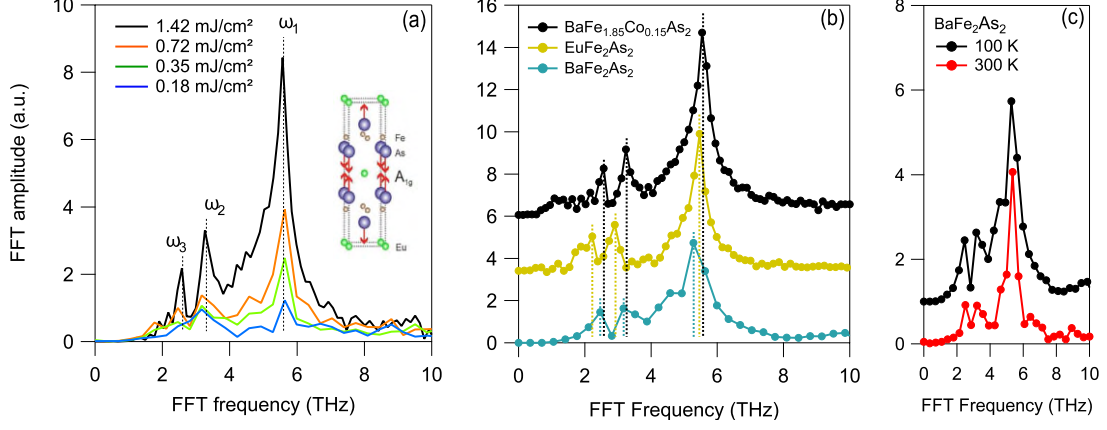 (a)
1.42 mJ/cm²
0.72 mJ/cm²
0.35 mJ/cm²
0.18 mJ/cm²
ω₁
ω₂
ω₃
Fe
As
A₁g
Eu
10
8
6
4
2
0
FFT amplitude (a.u.)
0 2 4 6 8 10
FFT frequency (THz)
(b)
BaFe₁.₈₅Co₀.₁₅As₂
EuFe₂As₂
BaFe₂As₂
16
14
12
10
8
6
4
2
0
0 2 4 6 8 10
FFT Frequency (THz)
(c)
BaFe₂As₂
100 K
300 K
8
6
4
2
0
0 2 4 6 8 10
FFT Frequency (THz)